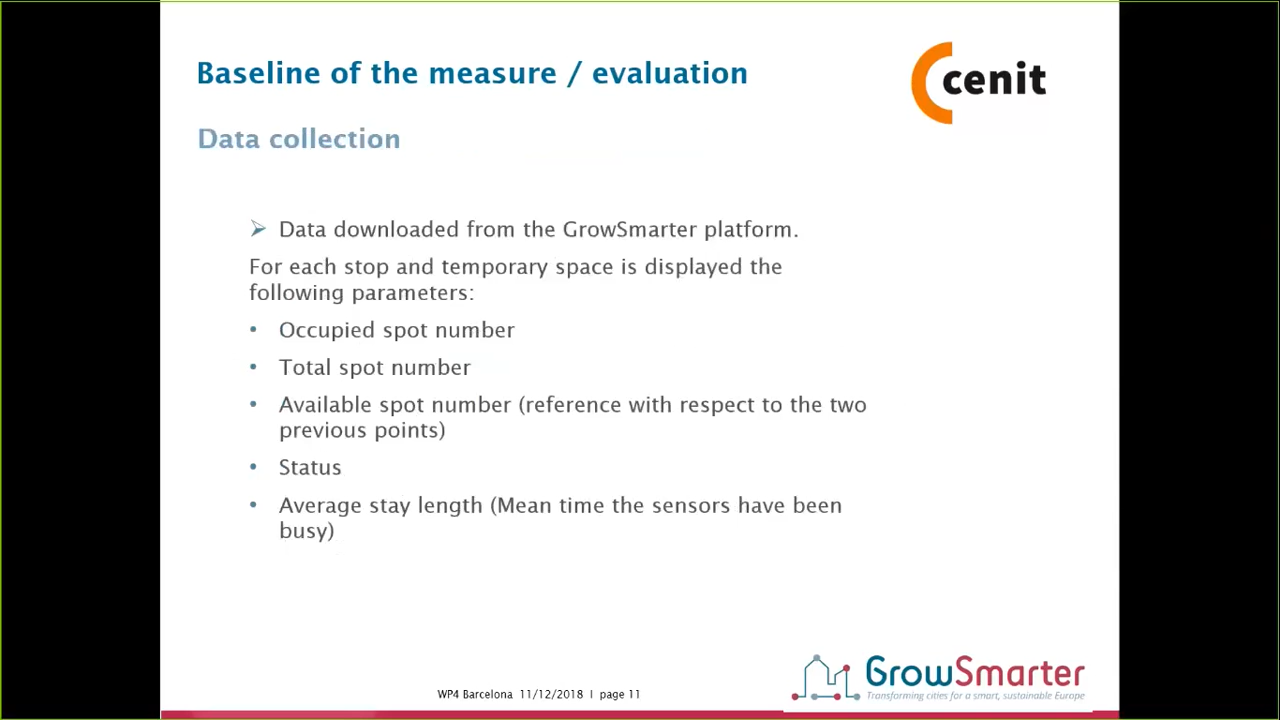 Baseline of the measure / evaluation
cenit
Data collection
➢ Data downloaded from the GrowSmarter platform.
For each stop and temporary space is displayed the
following parameters:
• Occupied spot number
• Total spot number
• Available spot number (reference with respect to the two
previous points)
• Status
• Average stay length (Mean time the sensors have been
busy)
GrowSmarter
Transforming cities for a smart, sustainable Europe
WP4 Barcelona 11/12/2018 | page 11